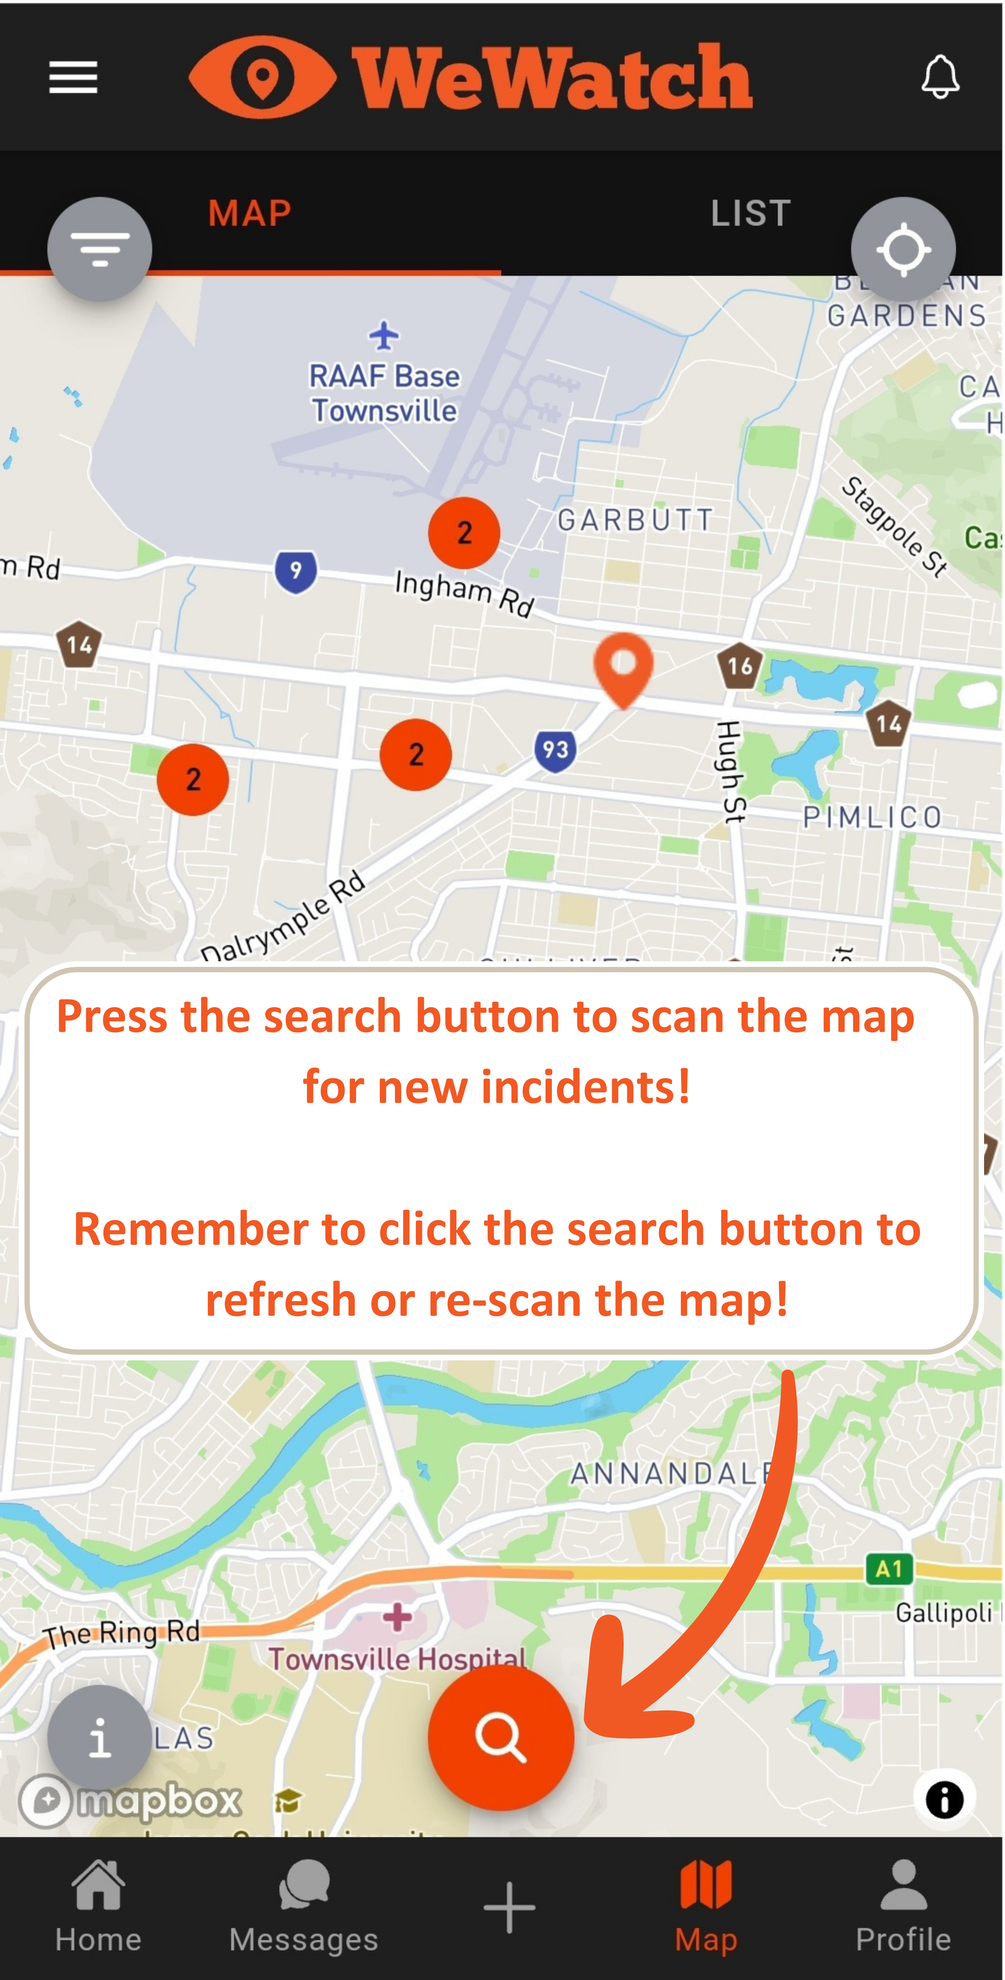 WeWatch
MAP
LIST
GARDENS
RAAF Base
Townsville
CA
H
Stagpole St
GARBUTT
Ca
2
9
m Rd
Ingham Rd
14
16
14
2
2
93
Hugh St
PIMLICO
Dalrymple Rd
Press the search button to scan the map
for new incidents!
Remember to click the search button to
refresh or re-scan the map!
ANNANDALE
A1
Gallipoli
The Ring Rd
Townsville Hospital
i
LAS
mapbox
i
Home
Messages
Map
Profile